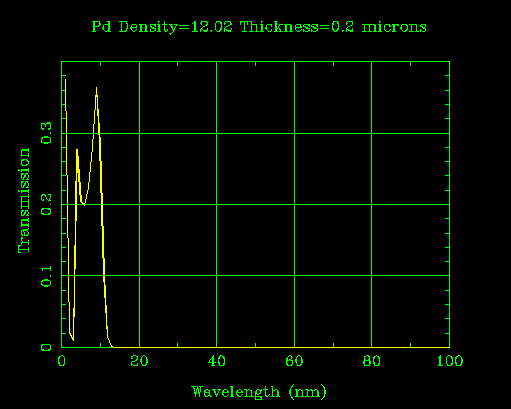 Pd Density=12.02 Thickness=0.2 microns
Transmission
0.3
0.2
0.1
0
0 20 40 60 80 100
Wavelength (nm)